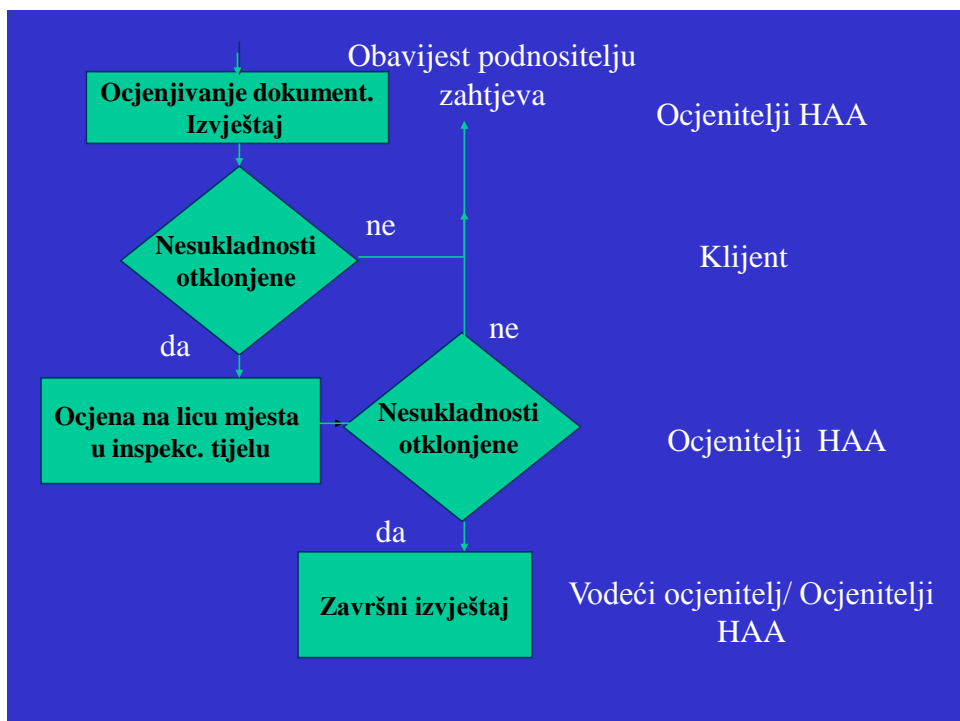 Obavijest podnositelju
zahtjeva
Ocjenjivanje dokument.
Izvještaj
Ocjenitelji HAA
ne
Nesukladnosti
otklonjene
Klijent
da
ne
Ocjena na licu mjesta
u inspekc. tijelu
Nesukladnosti
otklonjene
Ocjenitelji  HAA
da
Završni izvještaj
Vodeći ocjenitelj/ Ocjenitelji
HAA